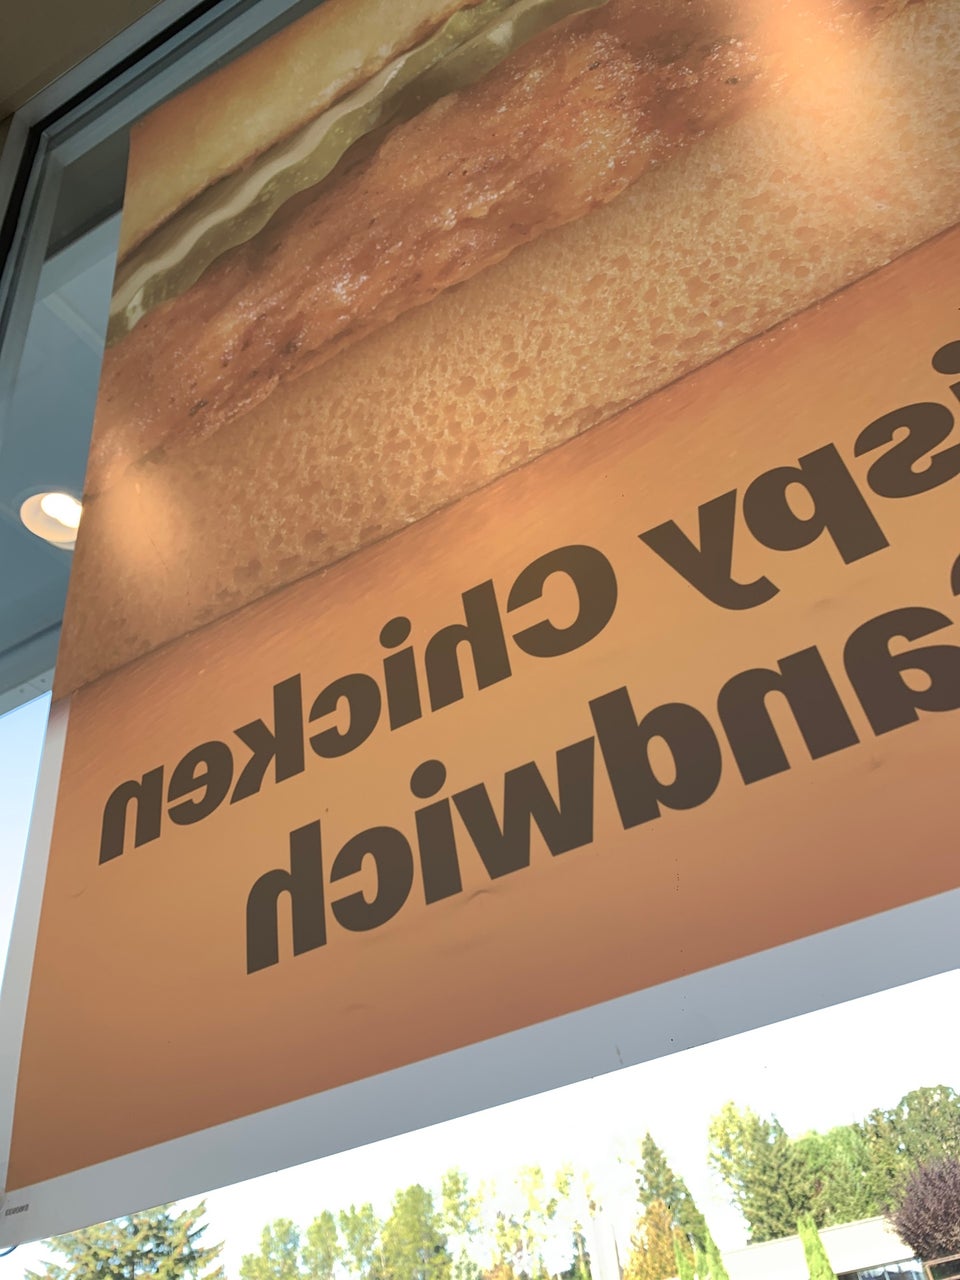 ispy Chicken
andwich